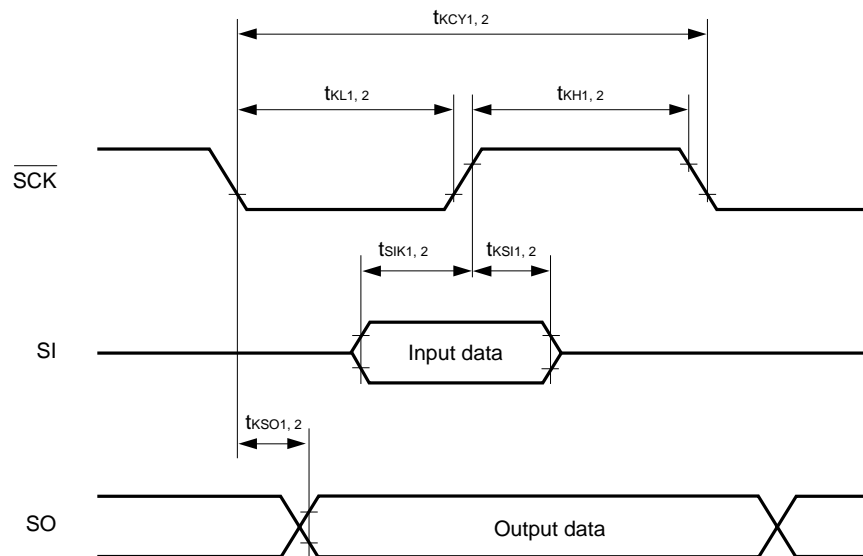 tKCY1, 2
tKL1, 2
tKH1, 2
SCK
tSIK1, 2
tKSI1, 2
SI
Input data
tKSO1, 2
SO
Output data